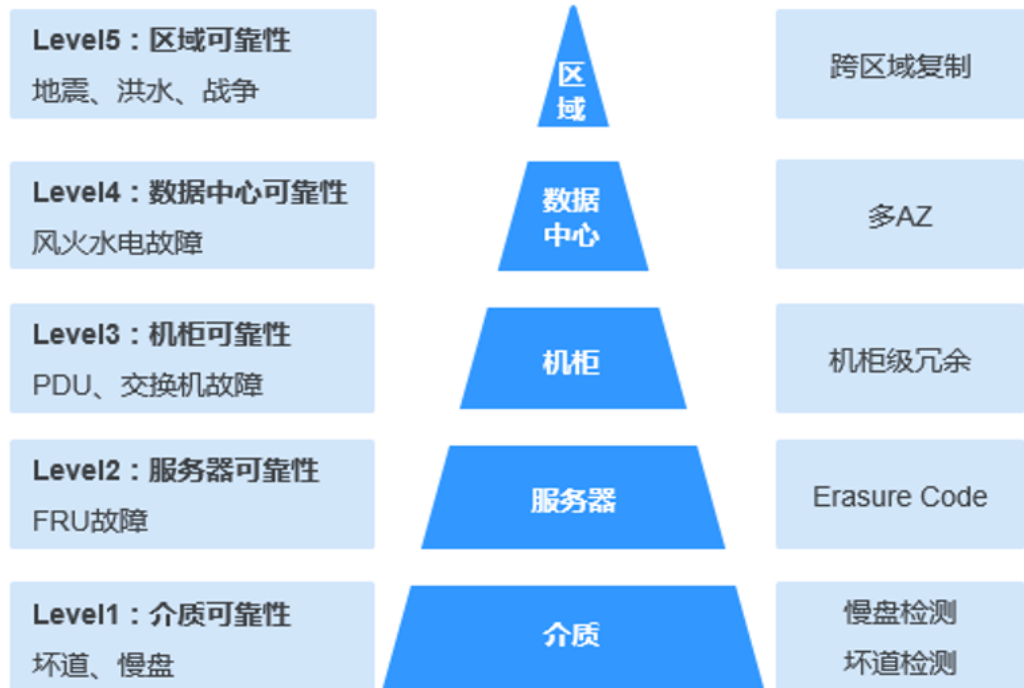 Level5：区域可靠性
地震、洪水、战争
区
域
跨区域复制
Level4：数据中心可靠性
风火水电故障
数据
中心
多AZ
Level3：机柜可靠性
PDU、交换机故障
机柜
机柜级冗余
Level2：服务器可靠性
FRU故障
服务器
Erasure Code
Level1：介质可靠性
坏道、慢盘
介质
慢盘检测
坏道检测